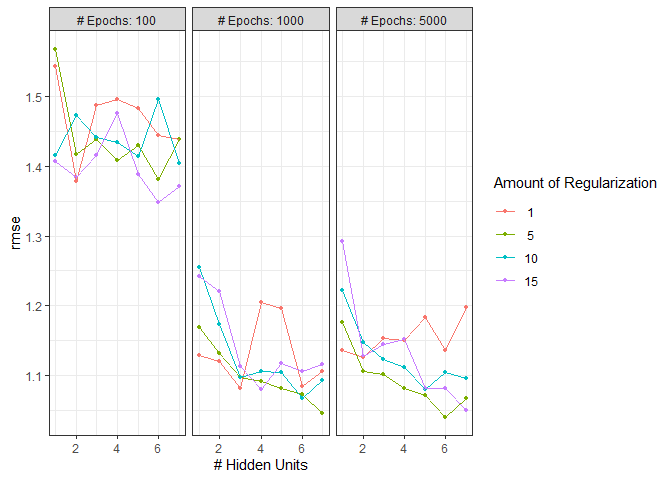 # Epochs: 100 # Epochs: 1000 # Epochs: 5000
1.5
1.4
1.3
1.2
1.1
rmse
2 4 6 2 4 6 2 4 6
# Hidden Units
Amount of Regularization
1
5
10
15